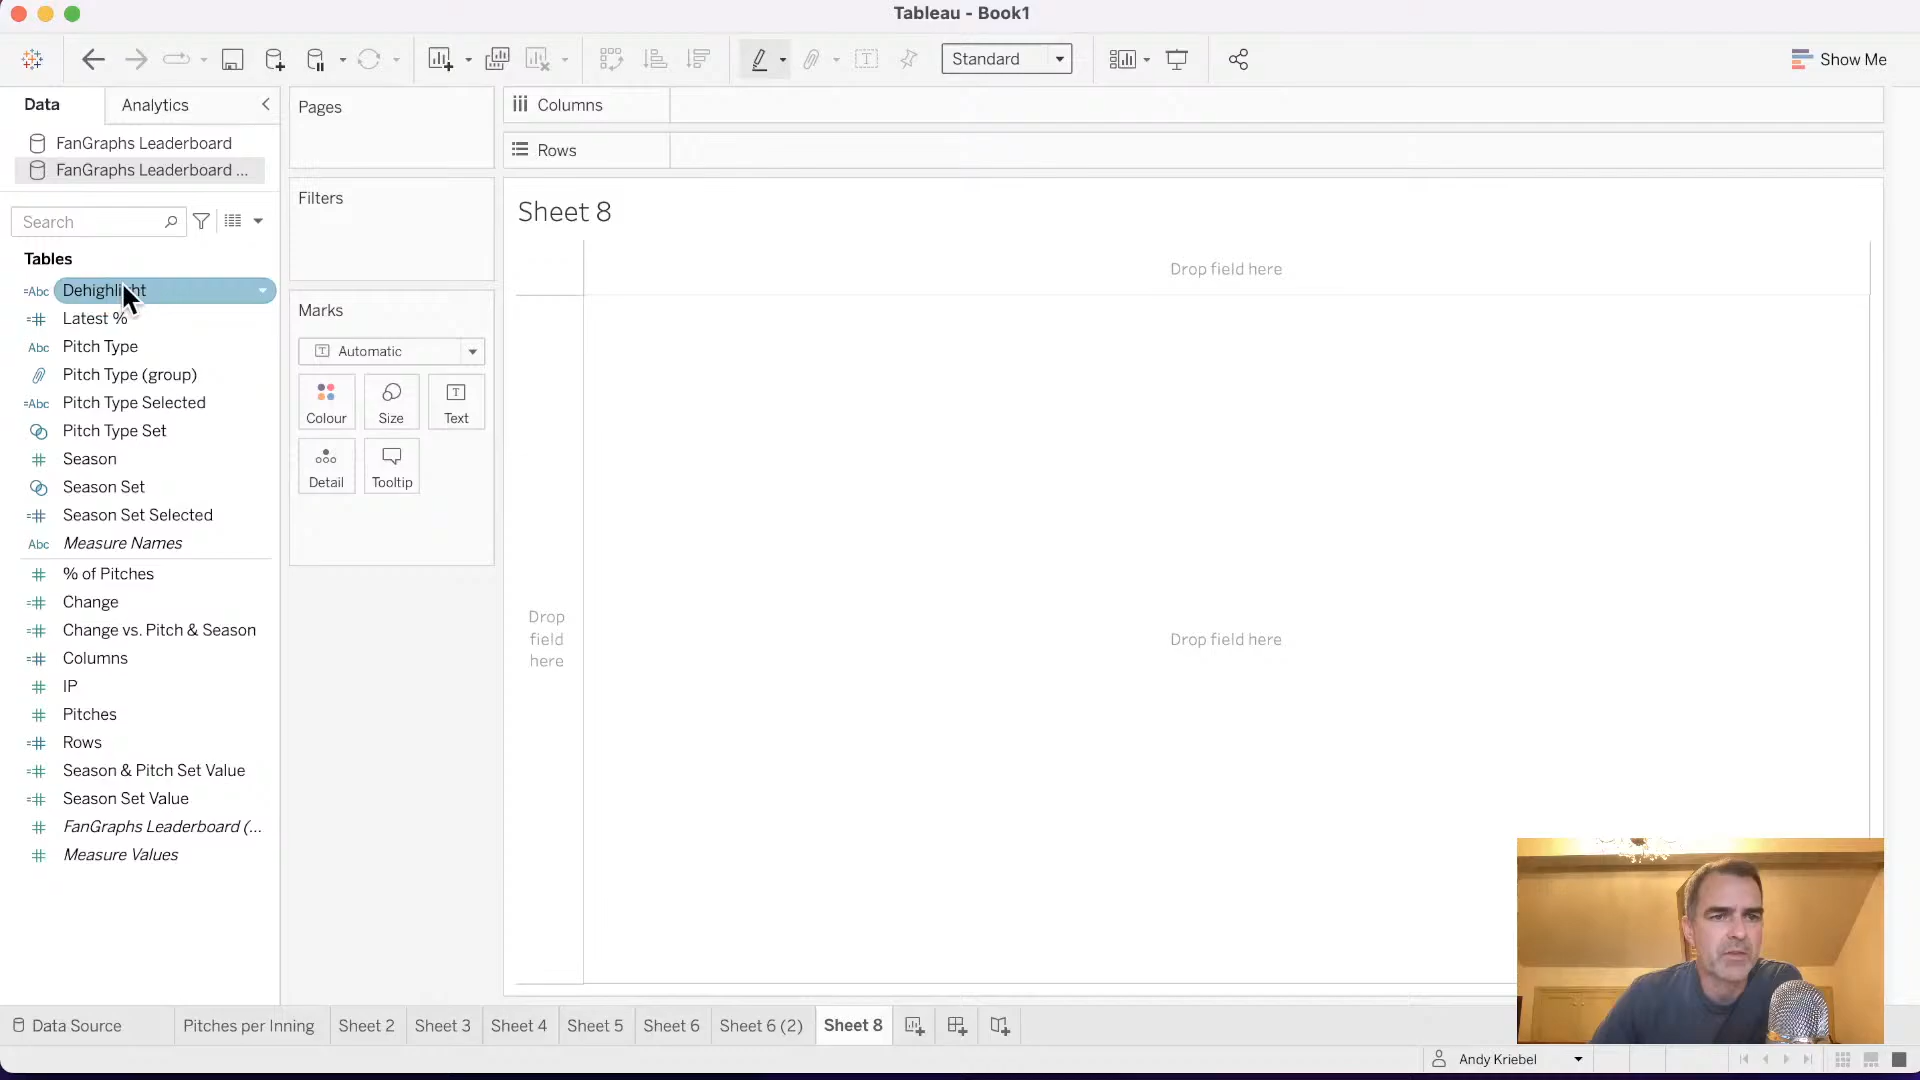 Tableau - Book1
Standard
Show Me
Data
Analytics
FanGraphs Leaderboard
FanGraphs Leaderboard ...
Search
Tables
=Abc Dehighlight
=# Latest %
Abc Pitch Type
Pitch Type (group)
=Abc Pitch Type Selected
Pitch Type Set
# Season
Season Set
=# Season Set Selected
Abc Measure Names
# % of Pitches
=# Change
=# Change vs. Pitch & Season
=# Columns
# IP
# Pitches
=# Rows
=# Season & Pitch Set Value
=# Season Set Value
# FanGraphs Leaderboard (...
# Measure Values
Pages
Filters
Marks
T Automatic
Colour
Size
T
Text
Detail
Tooltip
Columns
Rows
Sheet 8
Drop field here
Drop
field
here
Drop field here
Data Source
Pitches per Inning
Sheet 2
Sheet 3
Sheet 4
Sheet 5
Sheet 6
Sheet 6 (2)
Sheet 8
Andy Kriebel